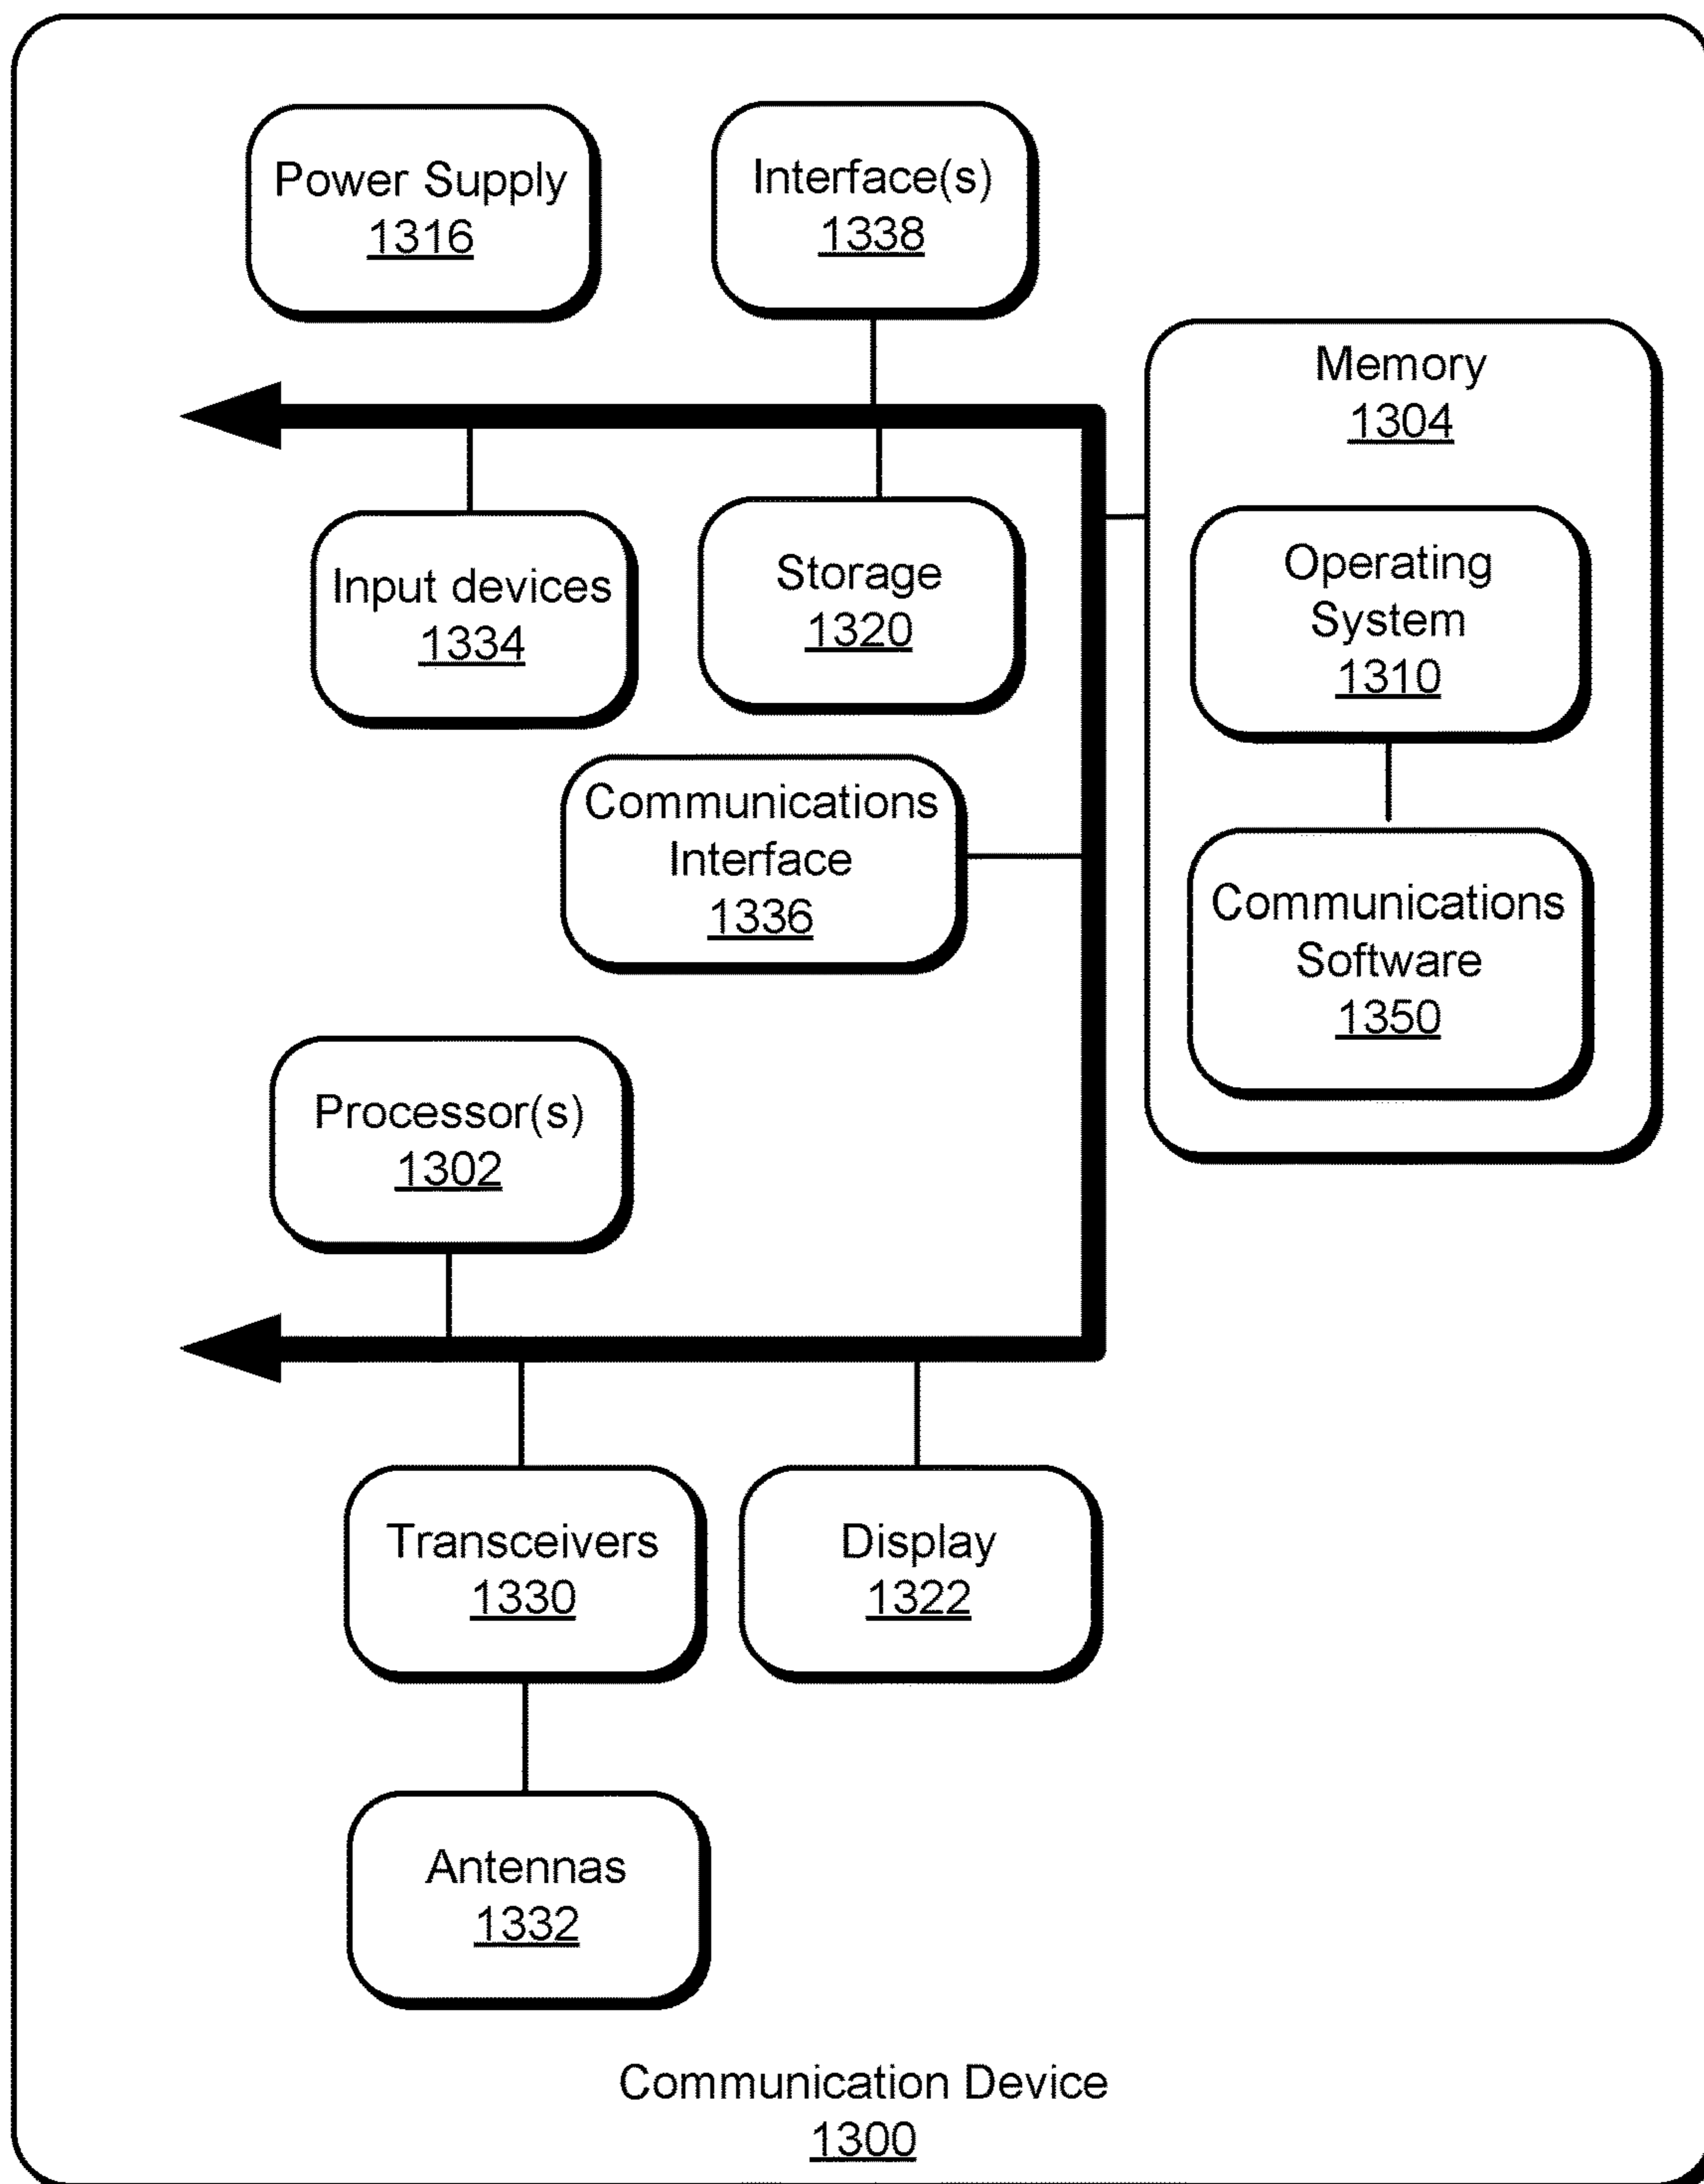 Power Supply
1316
Interface(s)
1338
Memory
1304
Input devices
1334
Storage
1320
Operating
System
1310
Communications
Interface
1336
Communications
Software
1350
Processor(s)
1302
Transceivers
1330
Display
1322
Antennas
1332
Communication Device
1300